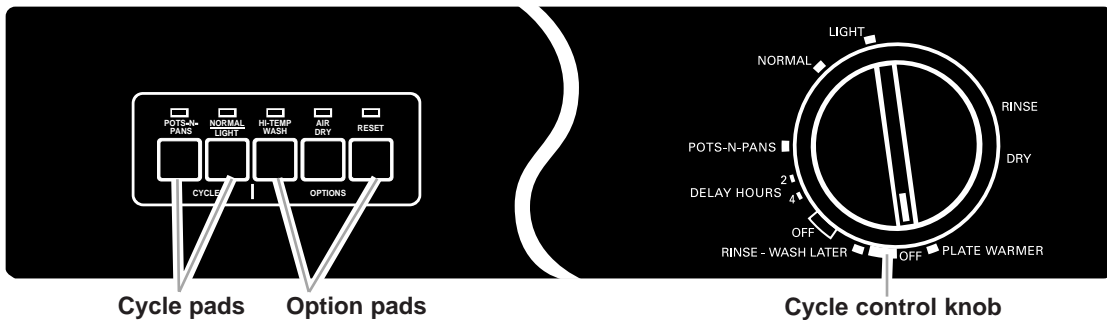 POTS-N-
PANS
NORMAL
LIGHT
HI-TEMP
WASH
AIR
DRY
RESET
CYCLES
OPTIONS
LIGHT
NORMAL
RINSE
POTS-N-PANS
DRY
2
DELAY HOURS
4
OFF
RINSE - WASH LATER
OFF
PLATE WARMER
Cycle pads
Option pads
Cycle control knob